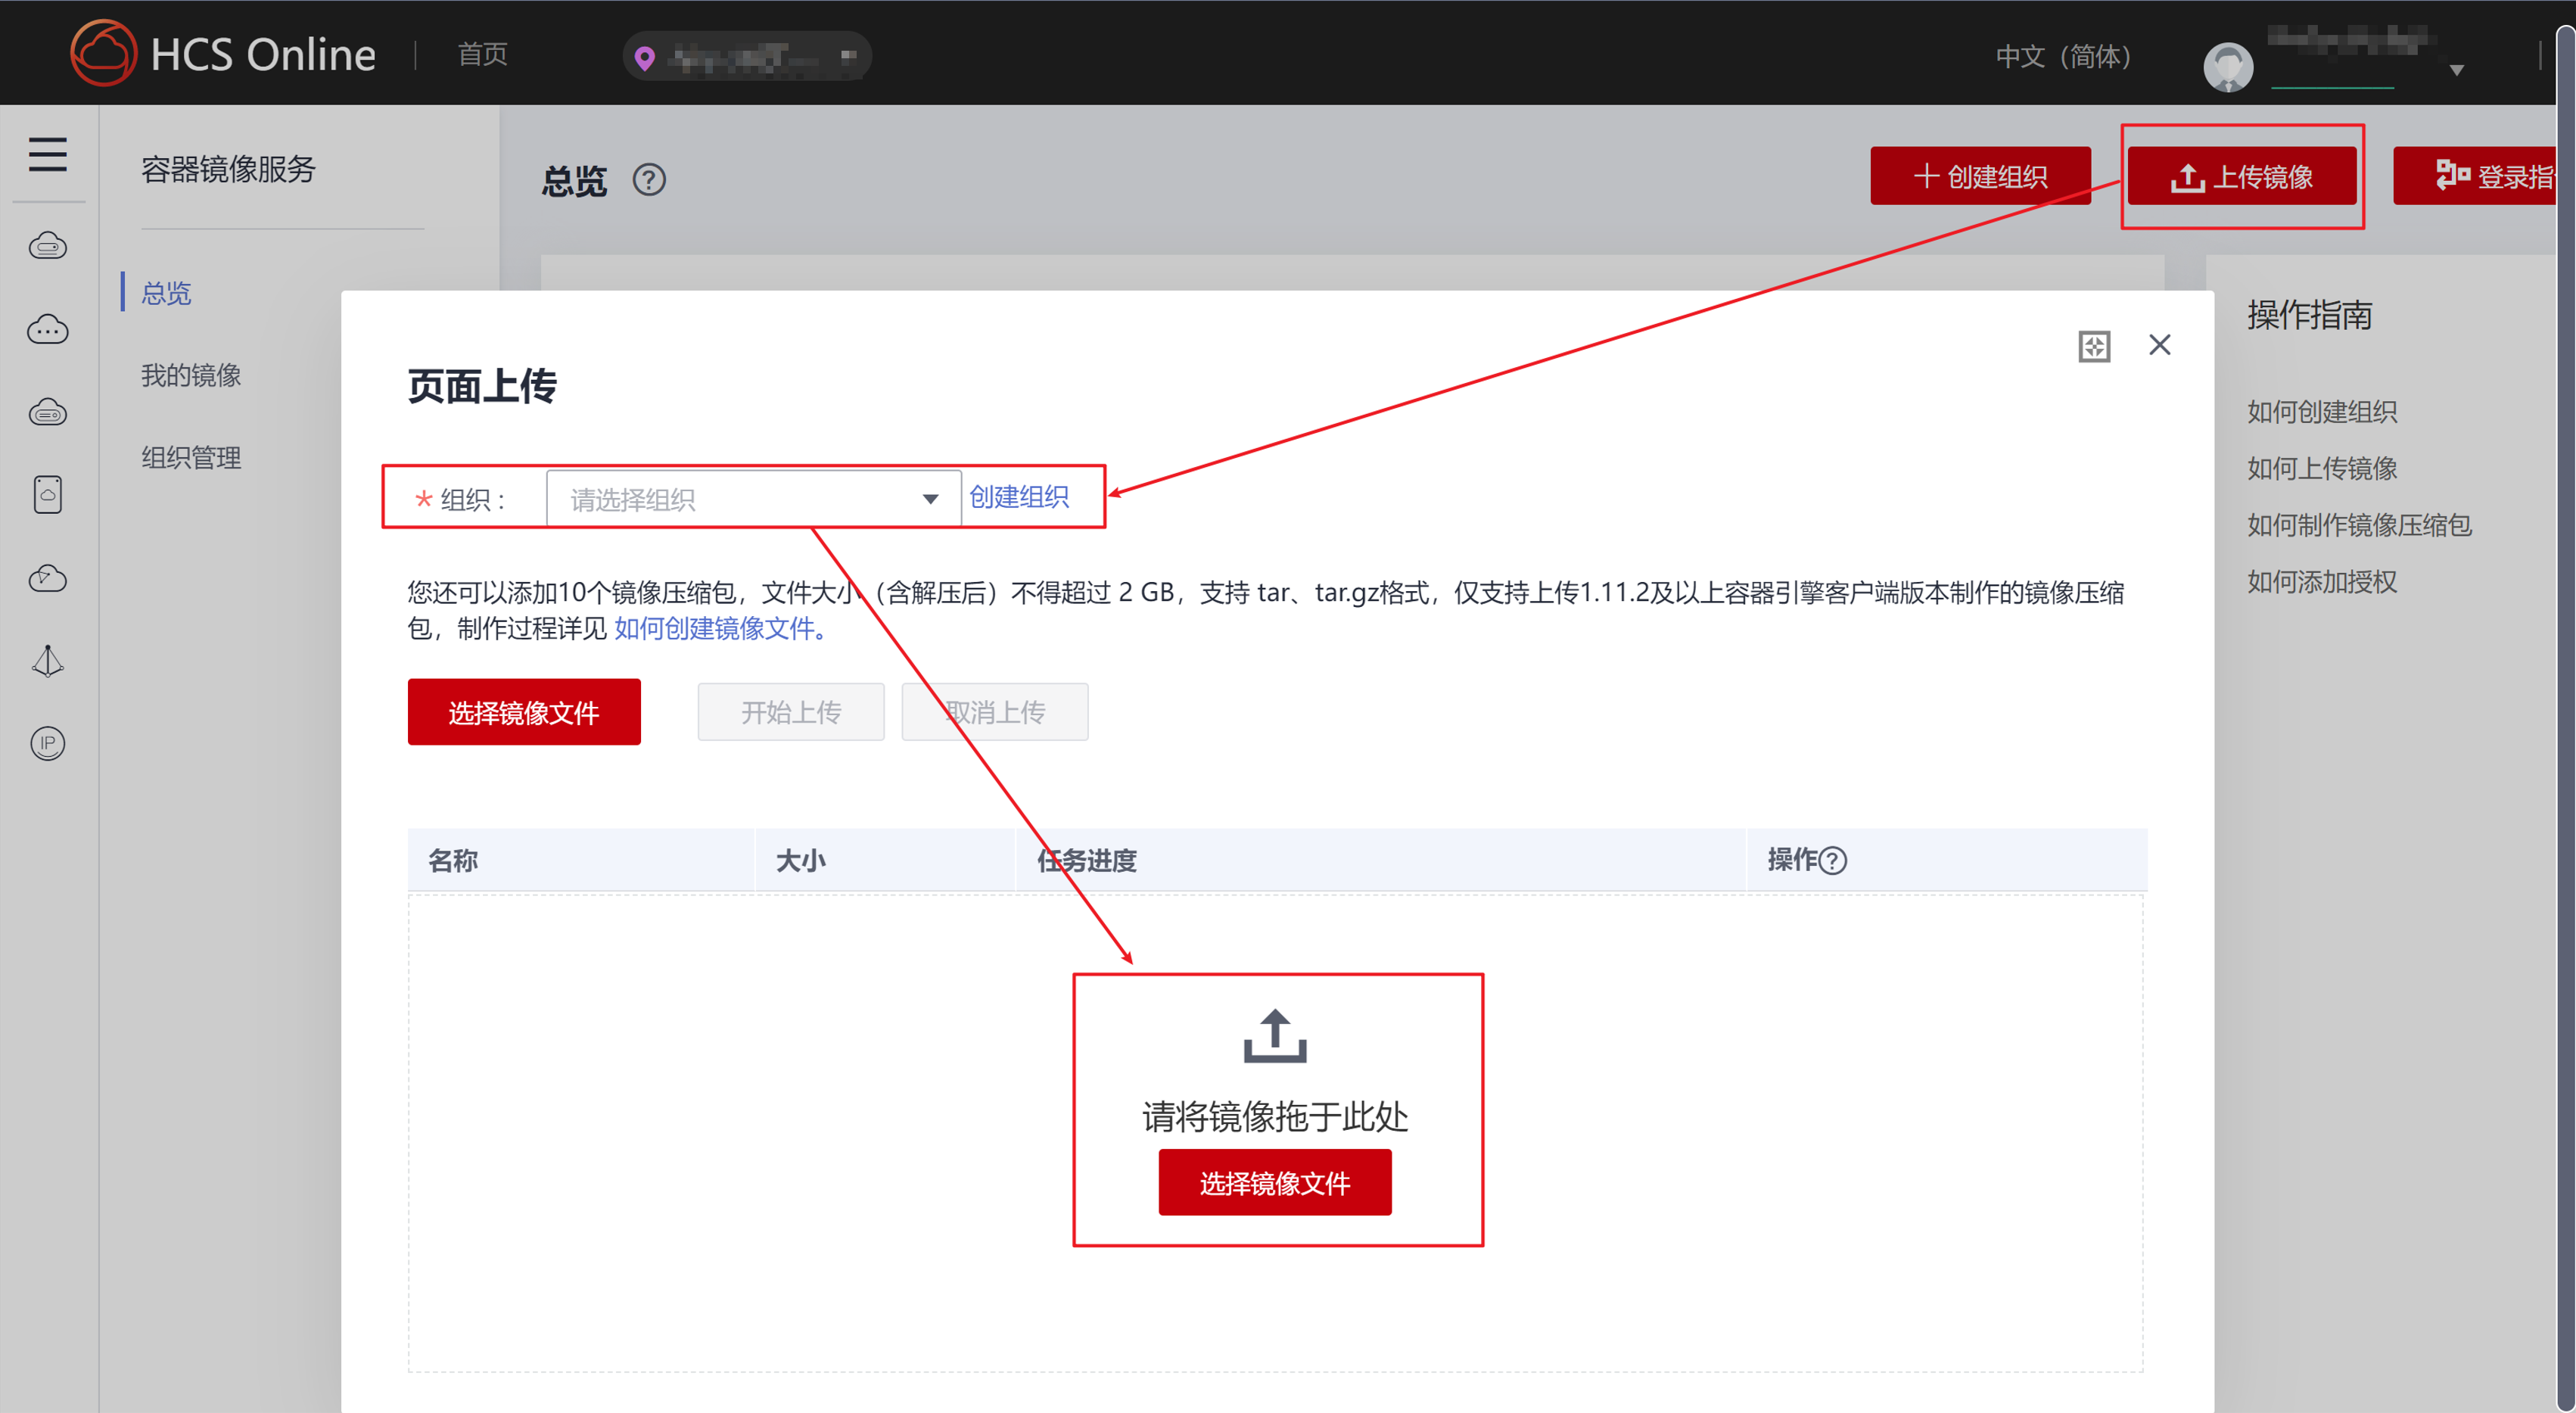 HCS Online
首页
中文（简体）
容器镜像服务
总览
我的镜像
组织管理
总览 ?
+ 创建组织
上传镜像
登录指
操作指南
如何创建组织
如何上传镜像
如何制作镜像压缩包
如何添加授权
页面上传
* 组织： 请选择组织 创建组织
您还可以添加10个镜像压缩包，文件大小（含解压后）不得超过 2 GB，支持 tar、tar.gz格式，仅支持上传1.11.2及以上容器引擎客户端版本制作的镜像压缩
包，制作过程详见 如何创建镜像文件。
选择镜像文件 开始上传 取消上传
名称 大小 任务进度 操作?
请将镜像拖于此处
选择镜像文件
IP